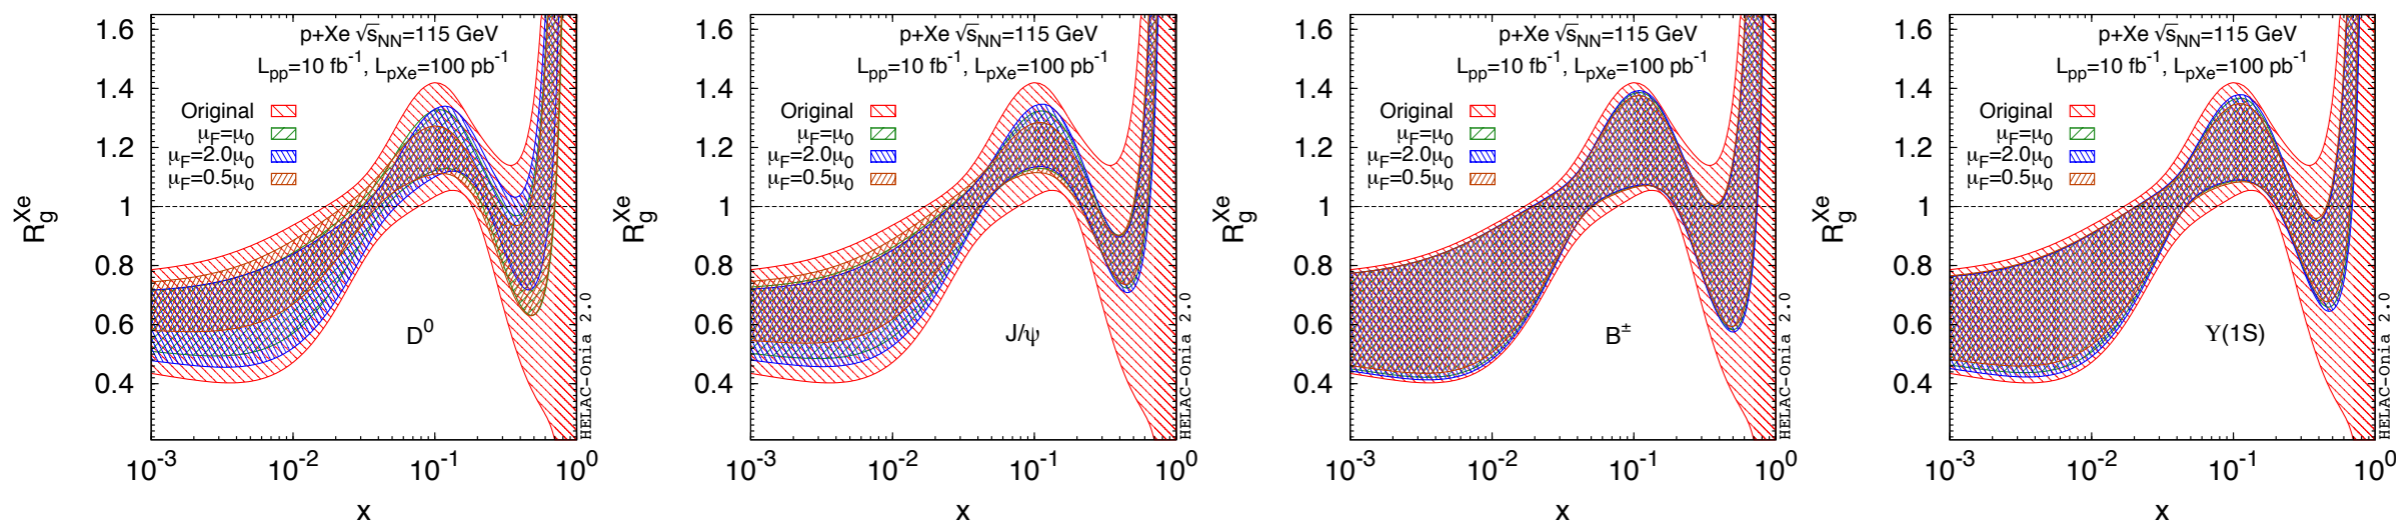 p+Xe √s_NN=115 GeV
L_pp=10 fb⁻¹, L_pXe=100 pb⁻¹
Original
μ_F=μ_0
μ_F=2.0μ_0
μ_F=0.5μ_0
D⁰
R_g^Xe
1.6
1.4
1.2
1
0.8
0.6
0.4
10⁻³ 10⁻² 10⁻¹ 10⁰
x
HELAC-Onia 2.0
p+Xe √s_NN=115 GeV
L_pp=10 fb⁻¹, L_pXe=100 pb⁻¹
Original
μ_F=μ_0
μ_F=2.0μ_0
μ_F=0.5μ_0
J/ψ
R_g^Xe
1.6
1.4
1.2
1
0.8
0.6
0.4
10⁻³ 10⁻² 10⁻¹ 10⁰
x
HELAC-Onia 2.0
p+Xe √s_NN=115 GeV
L_pp=10 fb⁻¹, L_pXe=100 pb⁻¹
Original
μ_F=μ_0
μ_F=2.0μ_0
μ_F=0.5μ_0
B^±
R_g^Xe
1.6
1.4
1.2
1
0.8
0.6
0.4
10⁻³ 10⁻² 10⁻¹ 10⁰
x
HELAC-Onia 2.0
p+Xe √s_NN=115 GeV
L_pp=10 fb⁻¹, L_pXe=100 pb⁻¹
Original
μ_F=μ_0
μ_F=2.0μ_0
μ_F=0.5μ_0
ϒ(1S)
R_g^Xe
1.6
1.4
1.2
1
0.8
0.6
0.4
10⁻³ 10⁻² 10⁻¹ 10⁰
x
HELAC-Onia 2.0